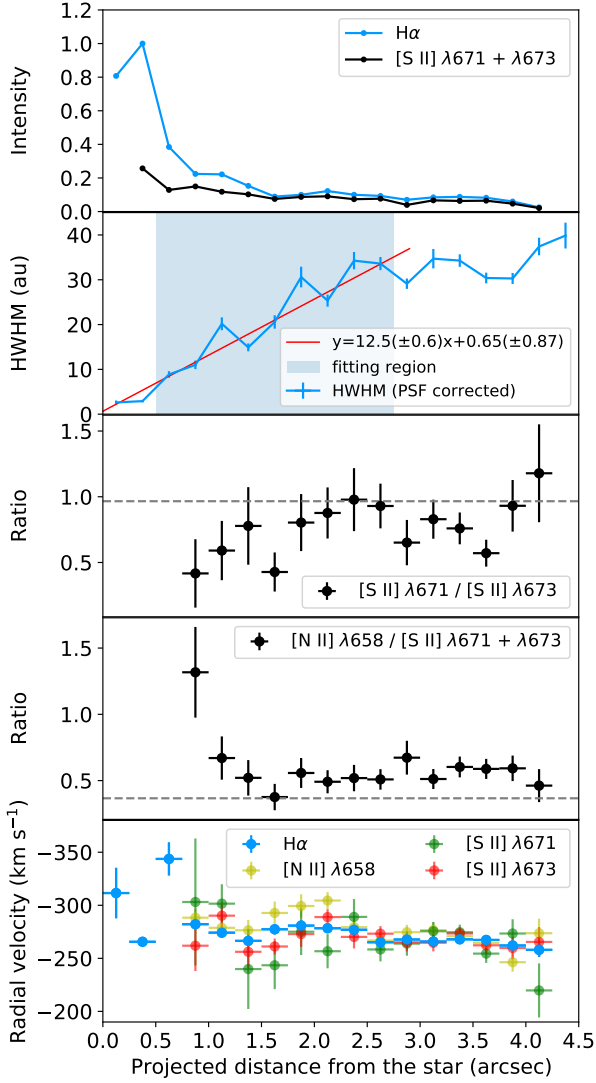 Intensity
1.2
1.0
0.8
0.6
0.4
0.2
0.0
Hα
[S II] λ671 + λ673
HWHM (au)
40
30
20
10
0
y=12.5(±0.6)x+0.65(±0.87)
fitting region
HWHM (PSF corrected)
Ratio
1.5
1.0
0.5
[S II] λ671 / [S II] λ673
Ratio
1.5
1.0
0.5
[N II] λ658 / [S II] λ671 + λ673
Radial velocity (km s⁻¹)
−350
−300
−250
−200
Hα
[N II] λ658
[S II] λ671
[S II] λ673
0.0 0.5 1.0 1.5 2.0 2.5 3.0 3.5 4.0 4.5
Projected distance from the star (arcsec)